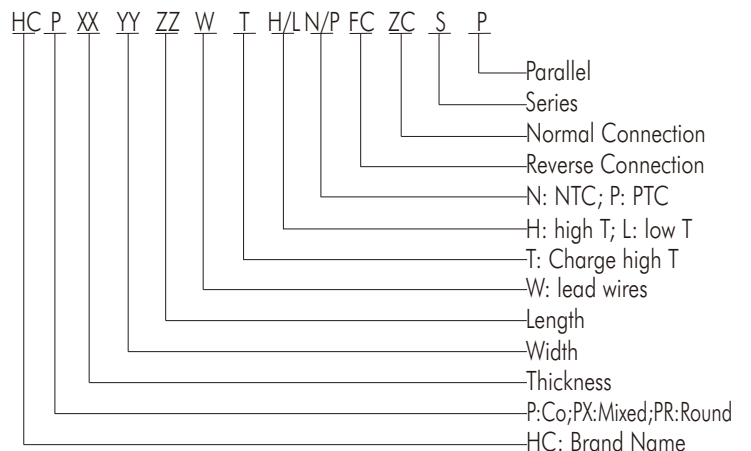 HC P XX YY ZZ W T H/L N/P FC ZC S P
Parallel
Series
Normal Connection
Reverse Connection
N: NTC; P: PTC
H: high T; L: low T
T: Charge high T
W: lead wires
Length
Width
Thickness
P:Co;PX:Mixed;PR:Round
HC: Brand Name